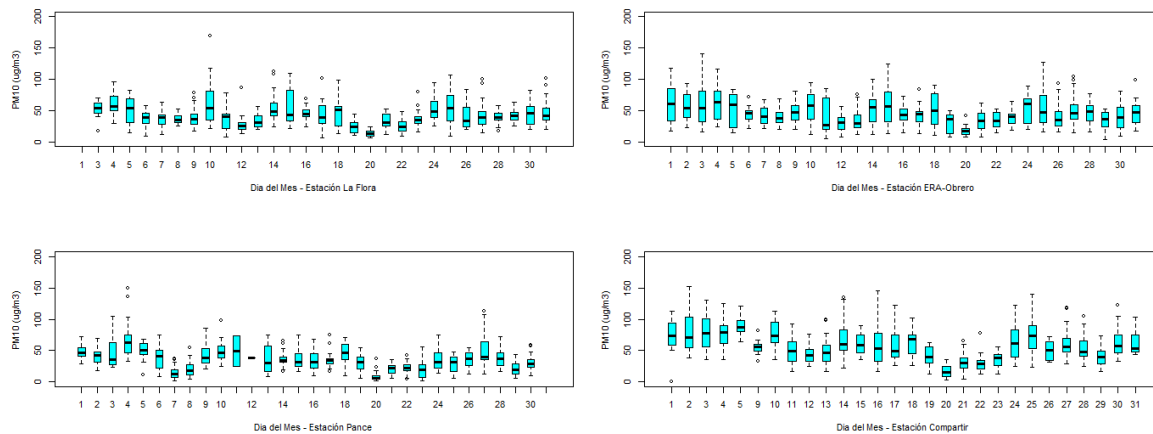 PM10 (ug/m3)
200
150
100
50
0
1 3 4 5 6 7 8 9 10 12 14 16 18 20 22 24 26 28 30
Dia del Mes - Estación La Flora
PM10 (ug/m3)
200
150
100
50
0
1 2 3 4 5 6 7 8 9 10 12 14 16 18 20 22 24 26 28 30
Dia del Mes - Estación ERA-Obrero
PM10 (ug/m3)
200
150
100
50
0
1 2 3 4 5 6 7 8 9 10 12 14 16 18 20 22 24 26 28 30
Dia del Mes - Estación Pance
PM10 (ug/m3)
200
150
100
50
0
1 2 3 4 5 9 10 11 12 13 14 15 16 17 18 19 20 21 22 23 24 25 26 27 28 29 30 31
Dia del Mes - Estación Compartir